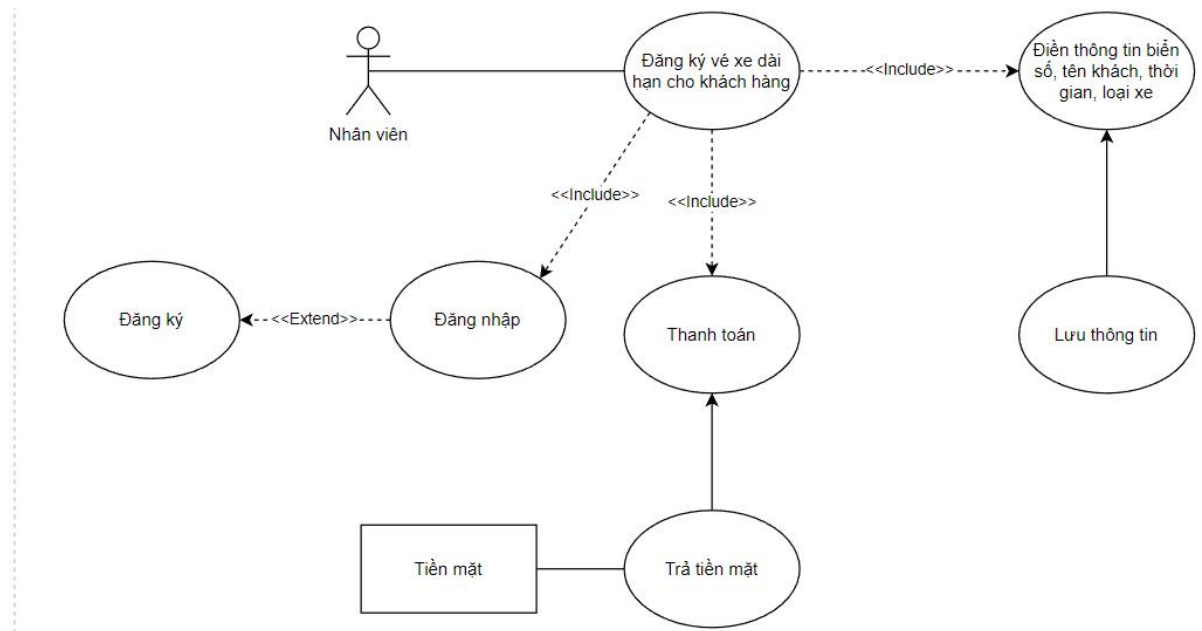 Đăng ký vé xe dài
hạn cho khách hàng
<<Include>>
Điền thông tin biển
số, tên khách, thời
gian, loại xe
Nhân viên
<<Include>>
<<Include>>
Đăng ký
<<Extend>>
Đăng nhập
Thanh toán
Lưu thông tin
Tiền mặt
Trả tiền mặt